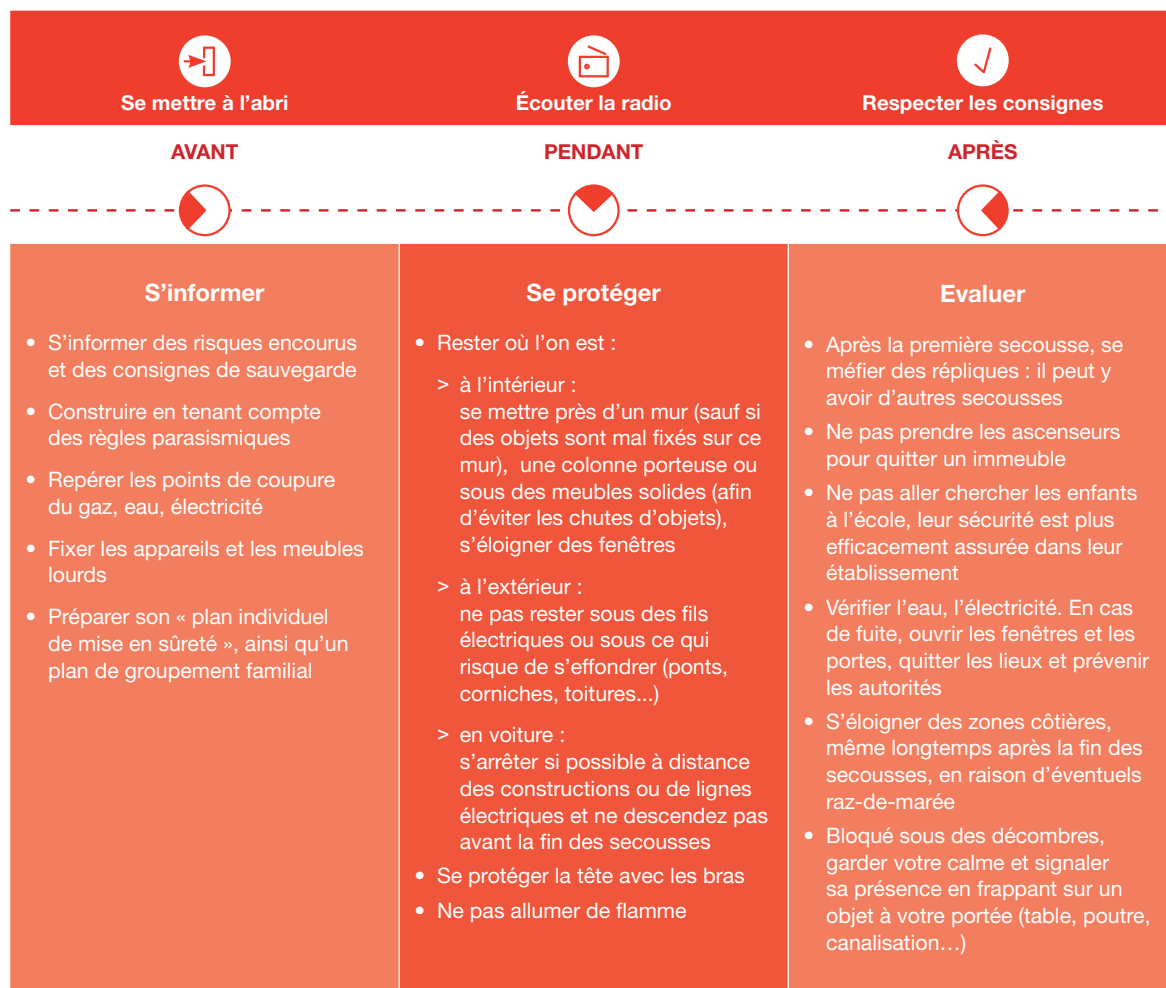 Se mettre à l'abri
Écouter la radio
Respecter les consignes
AVANT
PENDANT
APRÈS
S'informer
• S'informer des risques encourus
et des consignes de sauvegarde
• Construire en tenant compte
des règles parasismiques
• Repérer les points de coupure
du gaz, eau, électricité
• Fixer les appareils et les meubles
lourds
• Préparer son « plan individuel
de mise en sûreté », ainsi qu'un
plan de groupement familial
Se protéger
• Rester où l'on est :
> à l'intérieur :
se mettre près d'un mur (sauf si
des objets sont mal fixés sur ce
mur), une colonne porteuse ou
sous des meubles solides (afin
d'éviter les chutes d'objets),
s'éloigner des fenêtres
> à l'extérieur :
ne pas rester sous des fils
électriques ou sous ce qui
risque de s'effondrer (ponts,
corniches, toitures...)
> en voiture :
s'arrêter si possible à distance
des constructions ou de lignes
électriques et ne descendez pas
avant la fin des secousses
• Se protéger la tête avec les bras
• Ne pas allumer de flamme
Evaluer
• Après la première secousse, se
méfier des répliques : il peut y
avoir d'autres secousses
• Ne pas prendre les ascenseurs
pour quitter un immeuble
• Ne pas aller chercher les enfants
à l'école, leur sécurité est plus
efficacement assurée dans leur
établissement
• Vérifier l'eau, l'électricité. En cas
de fuite, ouvrir les fenêtres et les
portes, quitter les lieux et prévenir
les autorités
• S'éloigner des zones côtières,
même longtemps après la fin des
secousses, en raison d'éventuels
raz-de-marée
• Bloqué sous des décombres,
garder votre calme et signaler
sa présence en frappant sur un
objet à votre portée (table, poutre,
canalisation…)